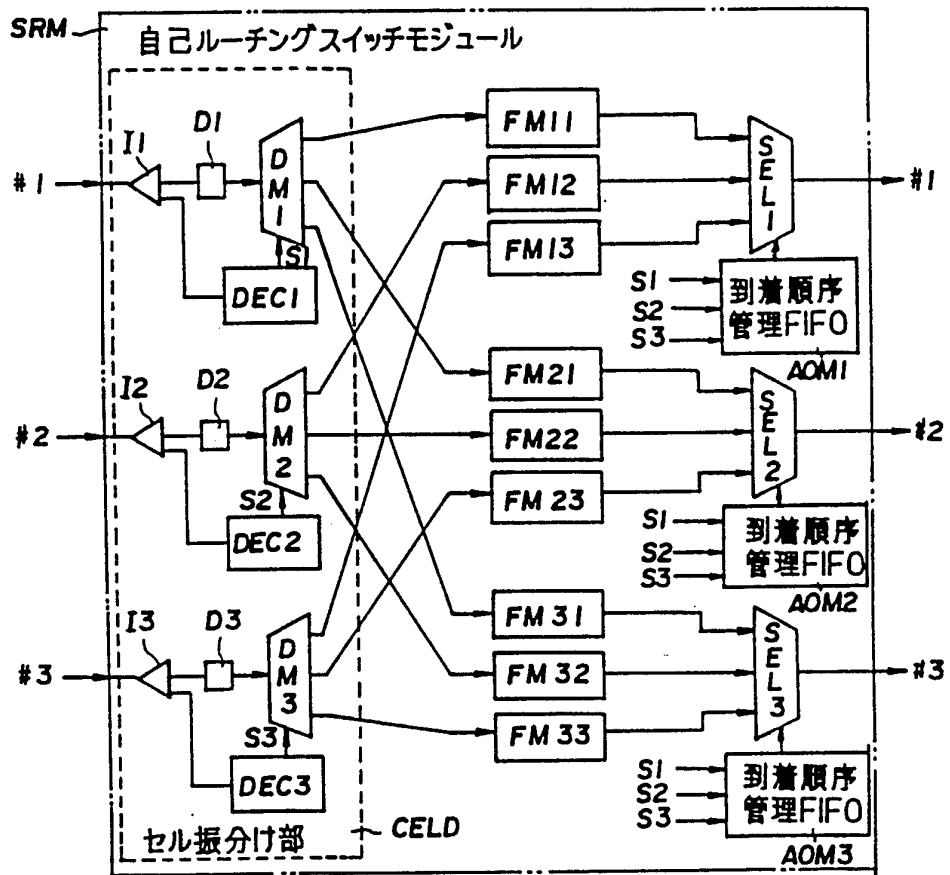 SRM
自己ルーチングスイッチモジュール
I1
D1
DM1
#1
S
DEC1
FM11
FM12
FM13
SEL1
#1
S1
S2
S3
到着順序
管理FIFO
AOM1
I2
D2
DM2
#2
S2
DEC2
FM21
FM22
FM23
SEL2
#2
S1
S2
S3
到着順序
管理FIFO
AOM2
I3
D3
DM3
#3
S3
DEC3
FM31
FM32
FM33
SEL3
#3
S1
S2
S3
到着順序
管理FIFO
AOM3
セル振分け部
CELD